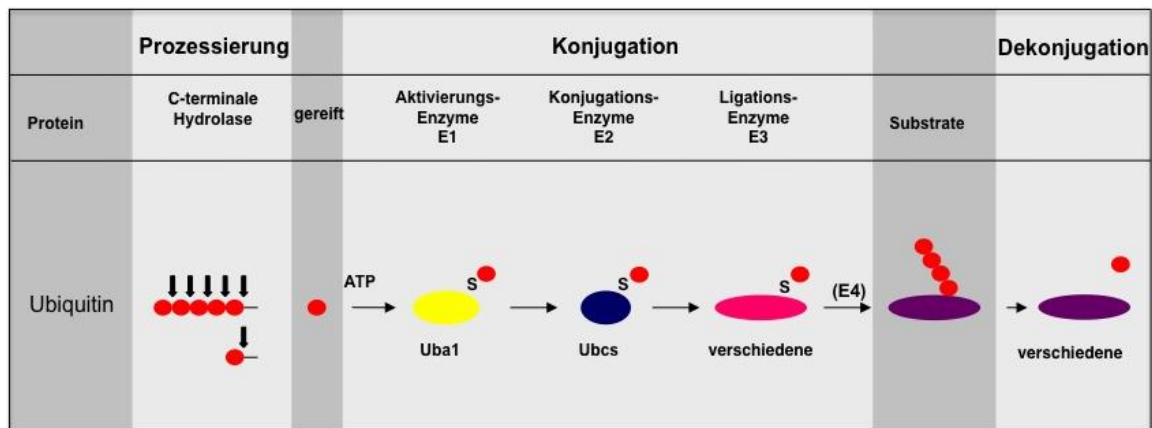 Prozessierung
Konjugation
Dekonjugation
Protein
C-terminale
Hydrolase
gereift
Aktivierungs-
Enzyme
E1
Konjugations-
Enzyme
E2
Ligations-
Enzyme
E3
Substrate
Ubiquitin
ATP
S
Uba1
S
Ubcs
S
verschiedene
(E4)
verschiedene